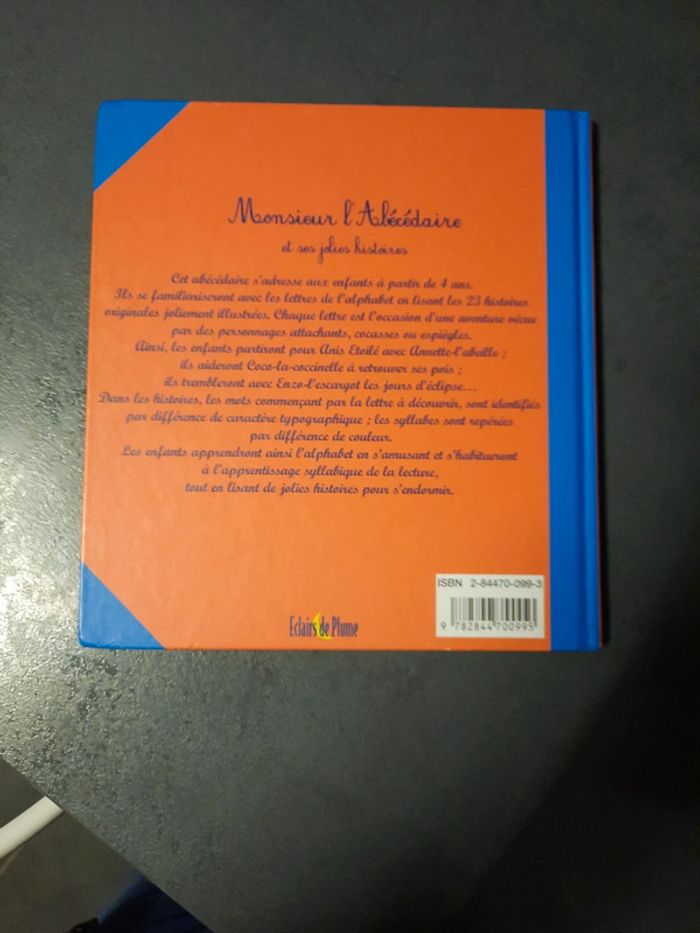 Monsieur l'Abécédaire
et ses jolies histoires
Cet abécédaire s'adresse aux enfants à partir de 4 ans.
Ils se familiariseront avec les lettres de l'alphabet en lisant les 23 histoires
originales joliment illustrées. Chaque lettre est l'occasion d'une aventure vécue
par des personnages attachants, cocasses ou espiègles.
Ainsi, les enfants partiront pour Anis Etoilé avec Annette-l'abeille ;
ils aideront Coco-la-coccinelle à retrouver ses pois ;
ils trembleront avec Enzo-l'escargot les jours d'éclipse...
Dans les histoires, les mots commençant par la lettre à découvrir, sont identifiés
par différence de caractère typographique ; les syllabes sont repérées
par différence de couleur.
Les enfants apprendront ainsi l'alphabet en s'amusant et s'habitueront
à l'apprentissage syllabique de la lecture,
tout en lisant de jolies histoires pour s'endormir.
ISBN 2-84470-099-3
9 782844 700995
Eclairs de Plume